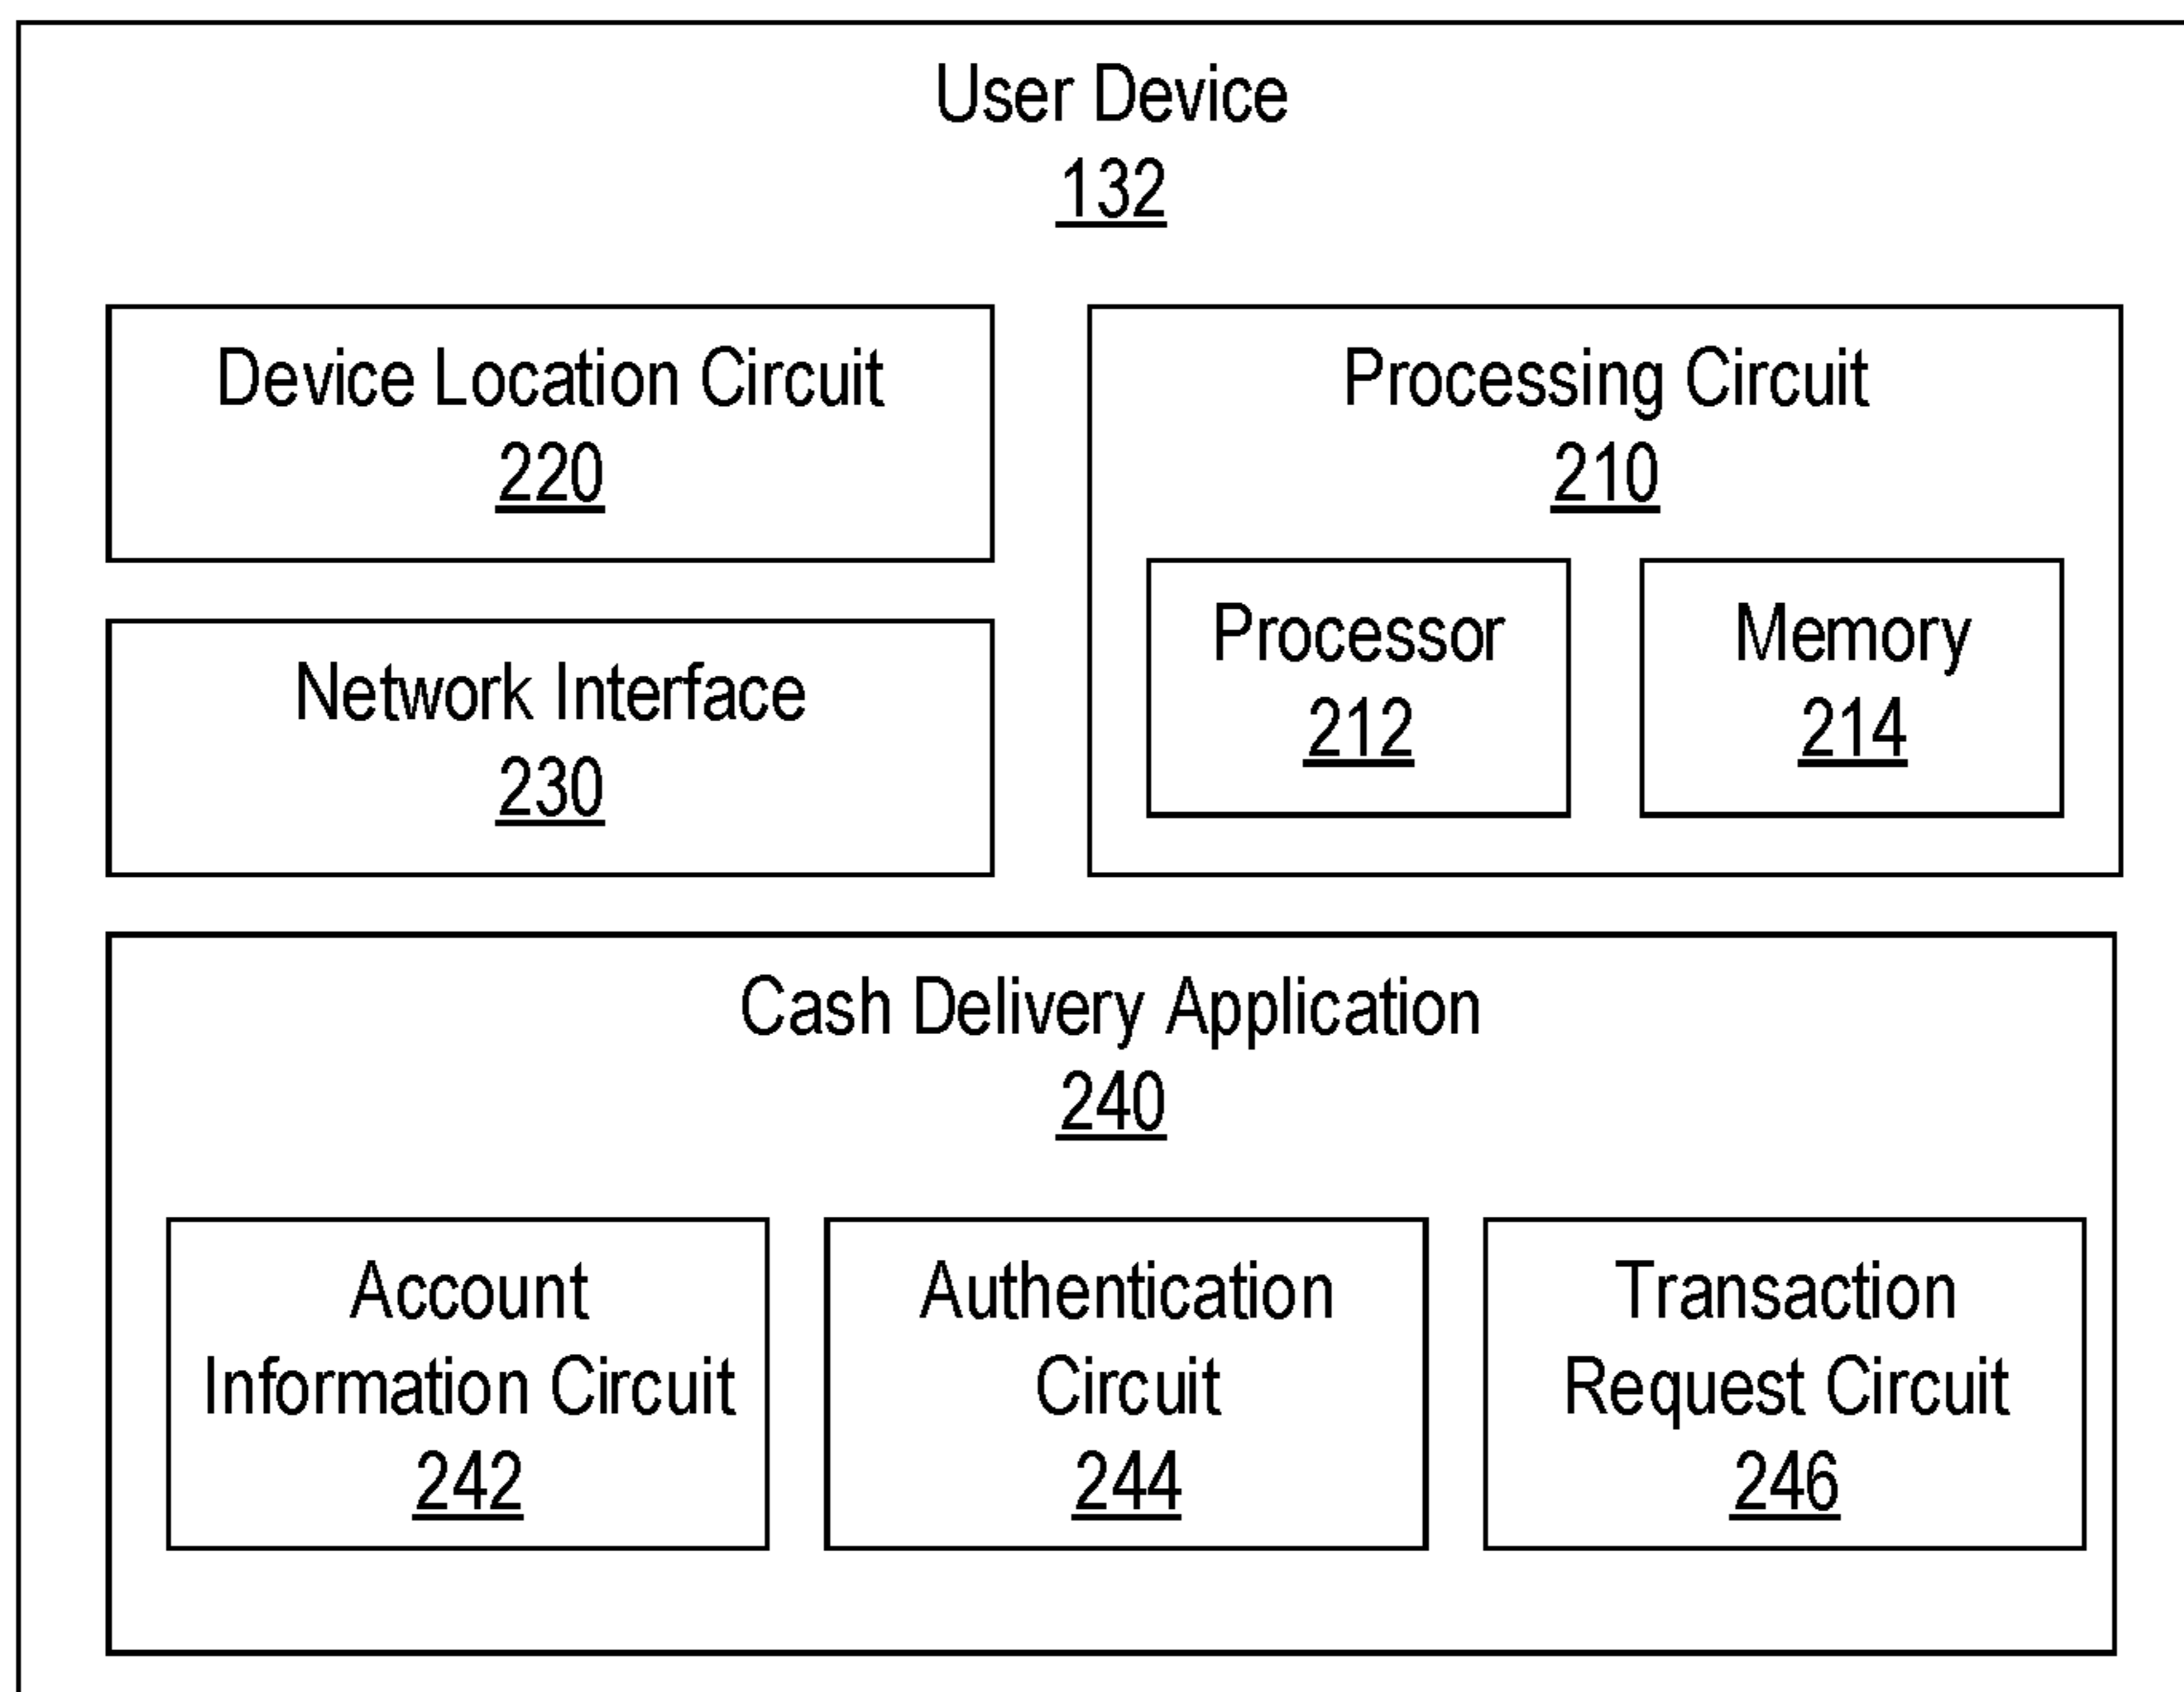 User Device
132
Device Location Circuit
220
Processing Circuit
210
Processor
212
Memory
214
Network Interface
230
Cash Delivery Application
240
Account
Information Circuit
242
Authentication
Circuit
244
Transaction
Request Circuit
246